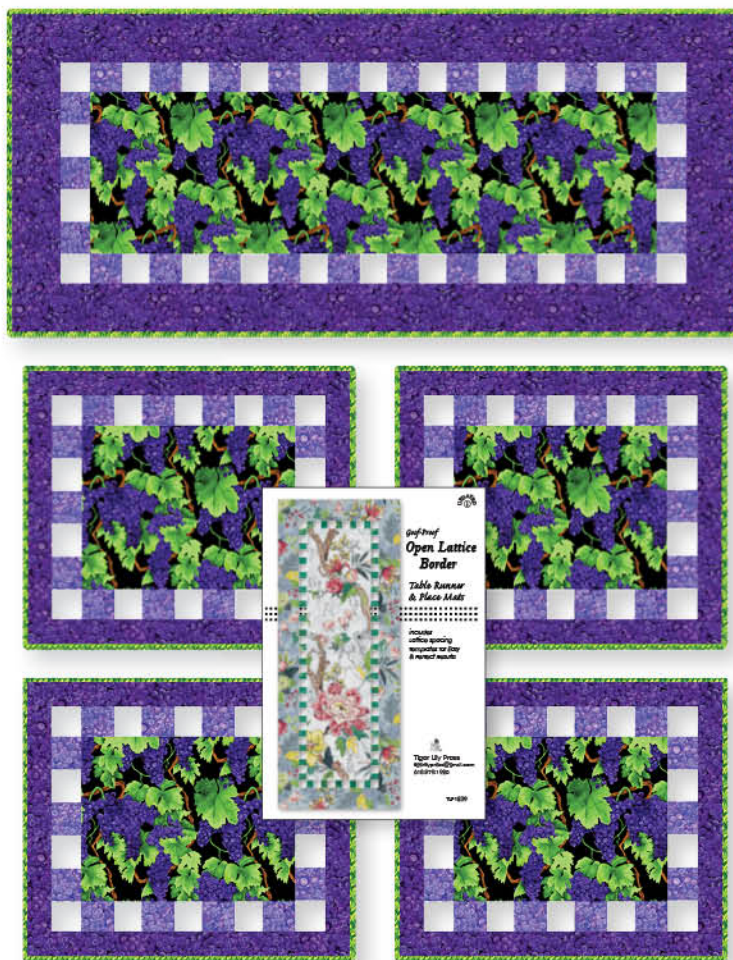 Goof-Proof
Open Lattice
Border
Table Runner
& Place Mats
includes
Lattice spacing
templates for Easy
& Perfect results
Tiger Lily Press